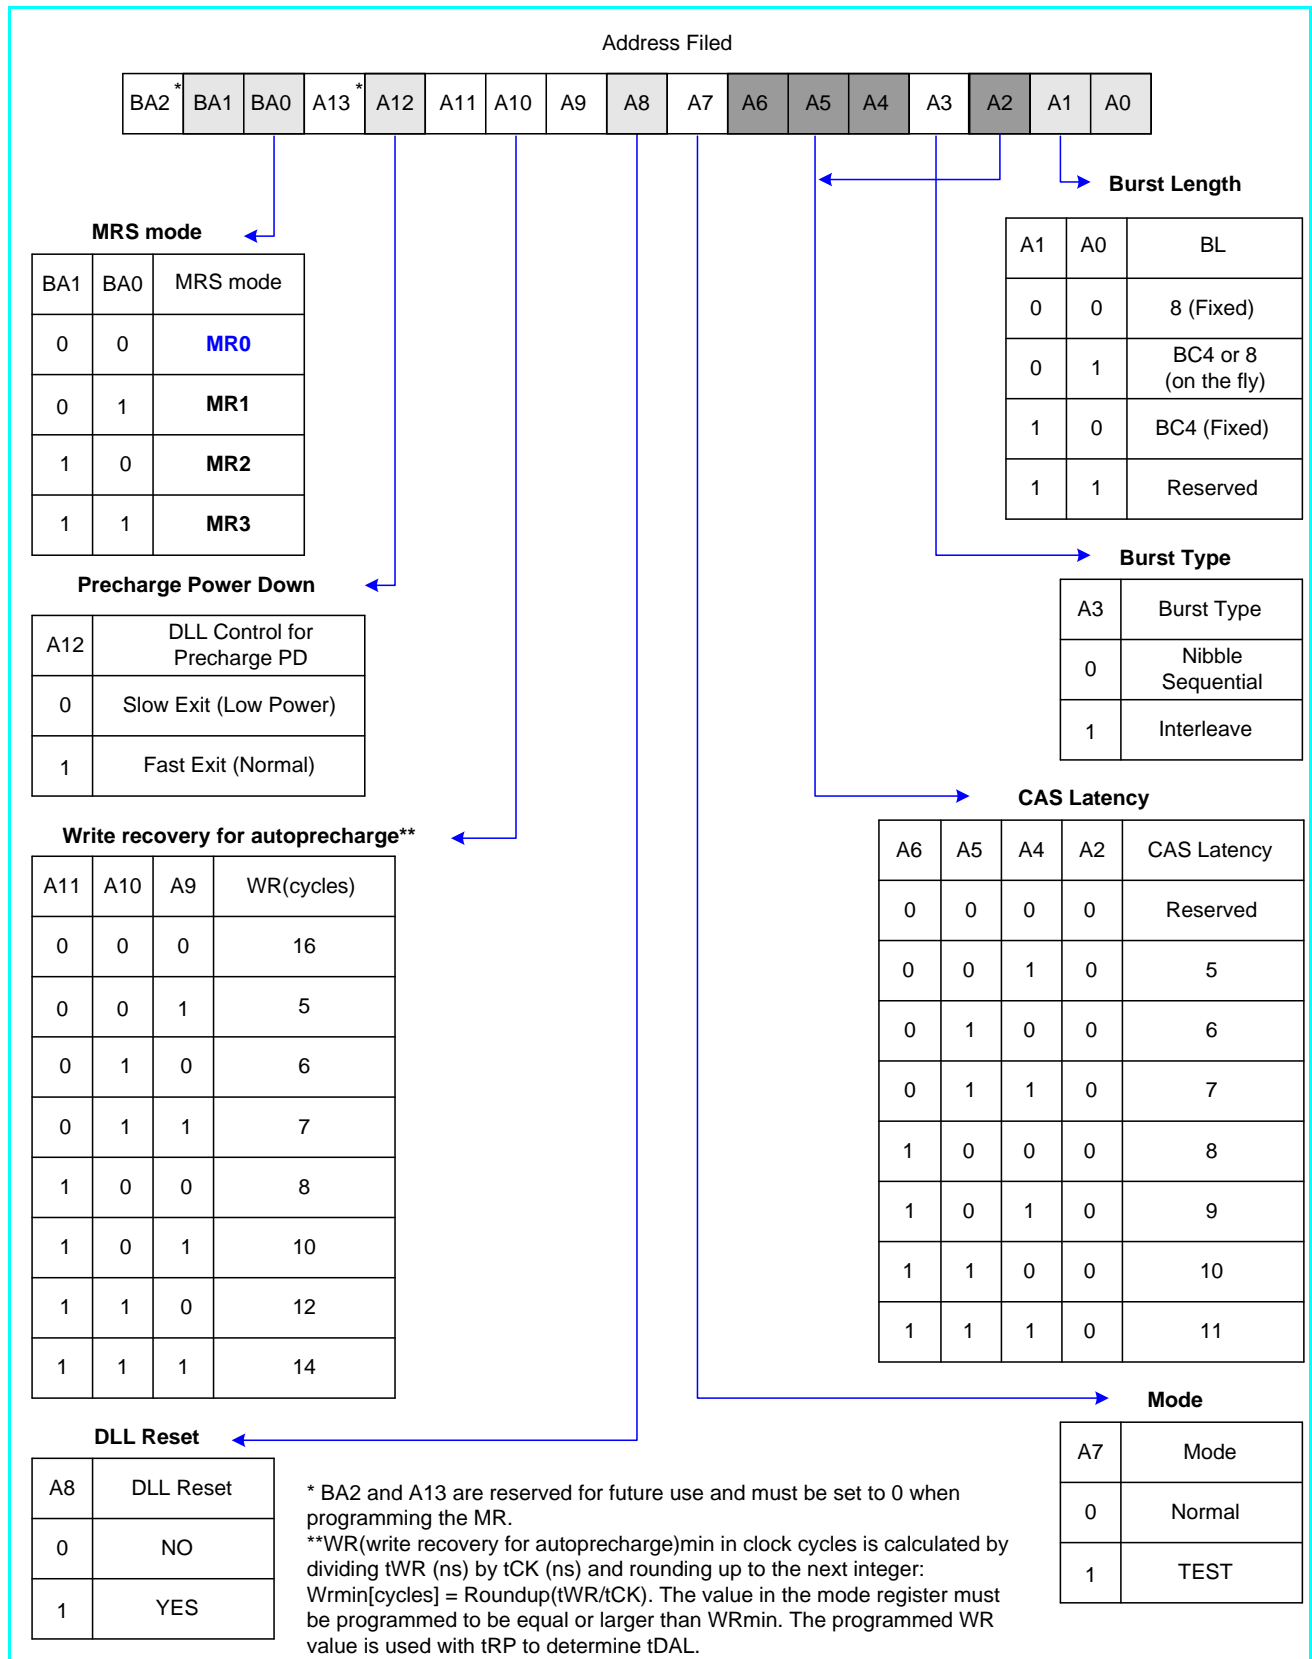 Address Filed
BA2* BA1 BA0 A13* A12 A11 A10 A9 A8 A7 A6 A5 A4 A3 A2 A1 A0
Burst Length
A1 A0 BL
0 0 8 (Fixed)
0 1 BC4 or 8
(on the fly)
1 0 BC4 (Fixed)
1 1 Reserved
MRS mode
BA1 BA0 MRS mode
0 0 MR0
0 1 MR1
1 0 MR2
1 1 MR3
Burst Type
A3 Burst Type
0 Nibble
Sequential
1 Interleave
Precharge Power Down
A12 DLL Control for
Precharge PD
0 Slow Exit (Low Power)
1 Fast Exit (Normal)
CAS Latency
A6 A5 A4 A2 CAS Latency
0 0 0 0 Reserved
0 0 1 0 5
0 1 0 0 6
0 1 1 0 7
1 0 0 0 8
1 0 1 0 9
1 1 0 0 10
1 1 1 0 11
Write recovery for autoprecharge**
A11 A10 A9 WR(cycles)
0 0 0 16
0 0 1 5
0 1 0 6
0 1 1 7
1 0 0 8
1 0 1 10
1 1 0 12
1 1 1 14
Mode
A7 Mode
0 Normal
1 TEST
DLL Reset
A8 DLL Reset
0 NO
1 YES
* BA2 and A13 are reserved for future use and must be set to 0 when
programming the MR.
**WR(write recovery for autoprecharge)min in clock cycles is calculated by
dividing tWR (ns) by tCK (ns) and rounding up to the next integer:
Wrmin[cycles] = Roundup(tWR/tCK). The value in the mode register must
be programmed to be equal or larger than WRmin. The programmed WR
value is used with tRP to determine tDAL.